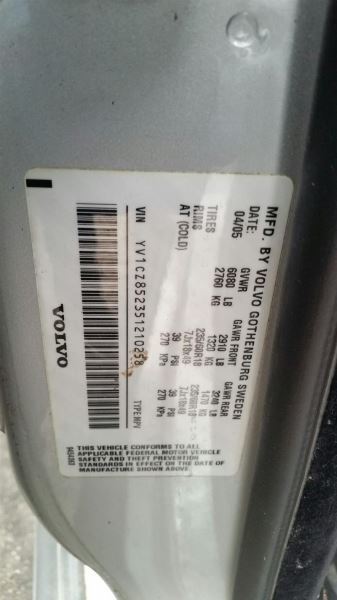 MFD. BY VOLVO GOTHENBURG SWEDEN
DATE: GVWR GAWR FRONT GAWR REAR
04/05 6080 LB 2910 LB 3240 LB
2760 KG 1320 KG 1470 KG
TIRES 235/60R18 235/60R18
RIMS 7Jx18x49 7Jx18x49
AT (COLD) 39 PSI 39 PSI
270 KPa 270 KPa
VIN YV1CZ852351210258 TYPE:MPV
VOLVO
THIS VEHICLE CONFORMS TO ALL
APPLICABLE FEDERAL MOTOR VEHICLE
SAFETY AND THEFT PREVENTION
STANDARDS IN EFFECT ON THE DATE OF
MANUFACTURE SHOWN ABOVE